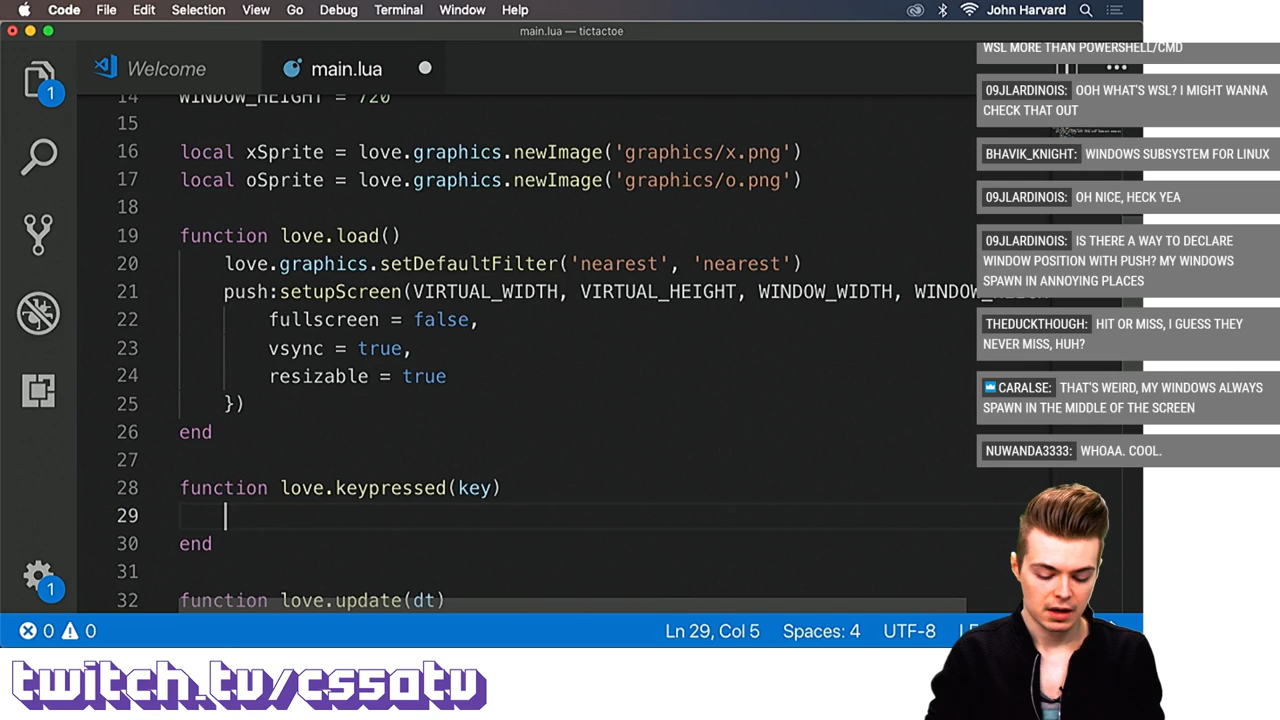 Code File Edit Selection View Go Debug Terminal Window Help John Harvard
main.lua — tictactoe
Welcome main.lua
14 WINDOW_HEIGHT = 720
15
16 local xSprite = love.graphics.newImage('graphics/x.png')
17 local oSprite = love.graphics.newImage('graphics/o.png')
18
19 function love.load()
20 love.graphics.setDefaultFilter('nearest', 'nearest')
21 push:setupScreen(VIRTUAL_WIDTH, VIRTUAL_HEIGHT, WINDOW_WIDTH,
22 fullscreen = false,
23 vsync = true,
24 resizable = true
25 })
26 end
27
28 function love.keypressed(key)
29
30 end
31
32 function love.update(dt)
1
1
0 0 Ln 29, Col 5 Spaces: 4 UTF-8
WSL MORE THAN POWERSHELL/CMD
09JLARDINOIS: OOH WHAT'S WSL? I MIGHT WANNA
CHECK THAT OUT
BHAVIK_KNIGHT: WINDOWS SUBSYSTEM FOR LINUX
09JLARDINOIS: OH NICE, HECK YEA
09JLARDINOIS: IS THERE A WAY TO DECLARE
WINDOW POSITION WITH PUSH? MY WINDOWS
SPAWN IN ANNOYING PLACES
THEDUCKTHOUGH: HIT OR MISS, I GUESS THEY
NEVER MISS, HUH?
CARALSE: THAT'S WEIRD, MY WINDOWS ALWAYS
SPAWN IN THE MIDDLE OF THE SCREEN
NUWANDA3333: WHOAA. COOL.
twitch.tv/cs50tv